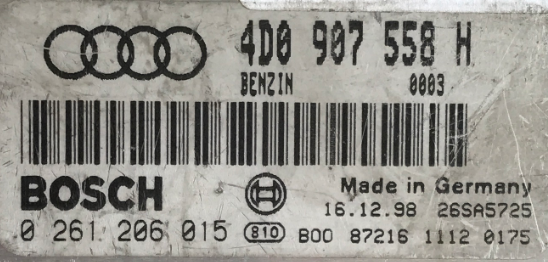 4D0 907 558 H
BENZIN 0003
BOSCH
Made in Germany
16.12.98 26SA5725
0 261 206 015 810 B00 87216 1112 0175